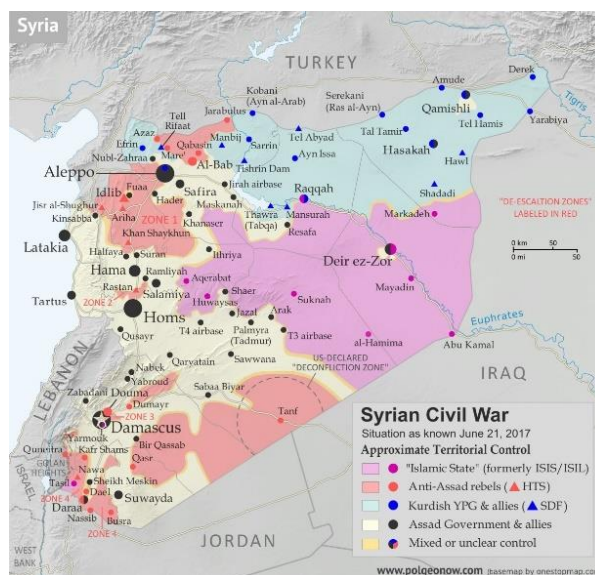 Syria
TURKEY
Derek
Amude
Kobani
(Ayn al-Arab)
Serekani
(Ras al-Ayn)
Qamishli
Tigris
Jarabulus
Tell
Rifaat
Azaz
Manbij
Tel Abyad
Tal Tamir
Tel Hamis
Yarabiya
Efrin
Mare'
Qabasin
Sarrin
Ayn Issa
Hasakah
Hawl
Nubl-Zahraa
Al-Bab
Tishrin Dam
Aleppo
Safira
Jirah airbase
Raqqah
Shadadi
Idlib
Fuaa
Hader
Maskanah
Thawra
(Tabqa)
Mansurah
Markadeh
"DE-ESCALTION ZONES"
LABELED IN RED
Jisr al-Shughur
Kinsabba
Ariha
ZONE 1
Khanaser
Resafa
Khan Shaykhun
Latakia
Halfaya
Suran
Ithriya
Deir ez-Zor
0 km 50
0 mi 50
Hama
Ramliyah
Aqerabat
Mayadin
Rastan
Salamiya
Shaer
Tartus
ZONE 2
Huwaysas
Suknah
Euphrates
Homs
Jazal
Arak
T4 airbase
Palmyra
(Tadmur)
T3 airbase
al-Hamima
Abu Kamal
Qusayr
LEBANON
Qaryatain
Sawwana
US-DECLARED
"DECONFLICTION ZONE"
IRAQ
Nabek
Yabroud
Sabaa Biyar
Zabadani
Douma
Dumayr
ZONE 3
Tanf
Damascus
Yarmouk
Bir Qassab
Quneitra
Kafr Shams
Qasr
GOLAN
HEIGHTS
Nawa
Tasil
Sheikh Meskin
ISRAEL
Dael
Suwayda
ZONE 4
Daraa
Nassib
Busra
ZONE 4
WEST
BANK
JORDAN
Syrian Civil War
Situation as known June 21, 2017
Approximate Territorial Control
"Islamic State" (formerly ISIS/ISIL)
Anti-Assad rebels (▲ HTS)
Kurdish YPG & allies (▲ SDF)
Assad Government & allies
Mixed or unclear control
www.polgeonow.com (basemap by onestopmap.com